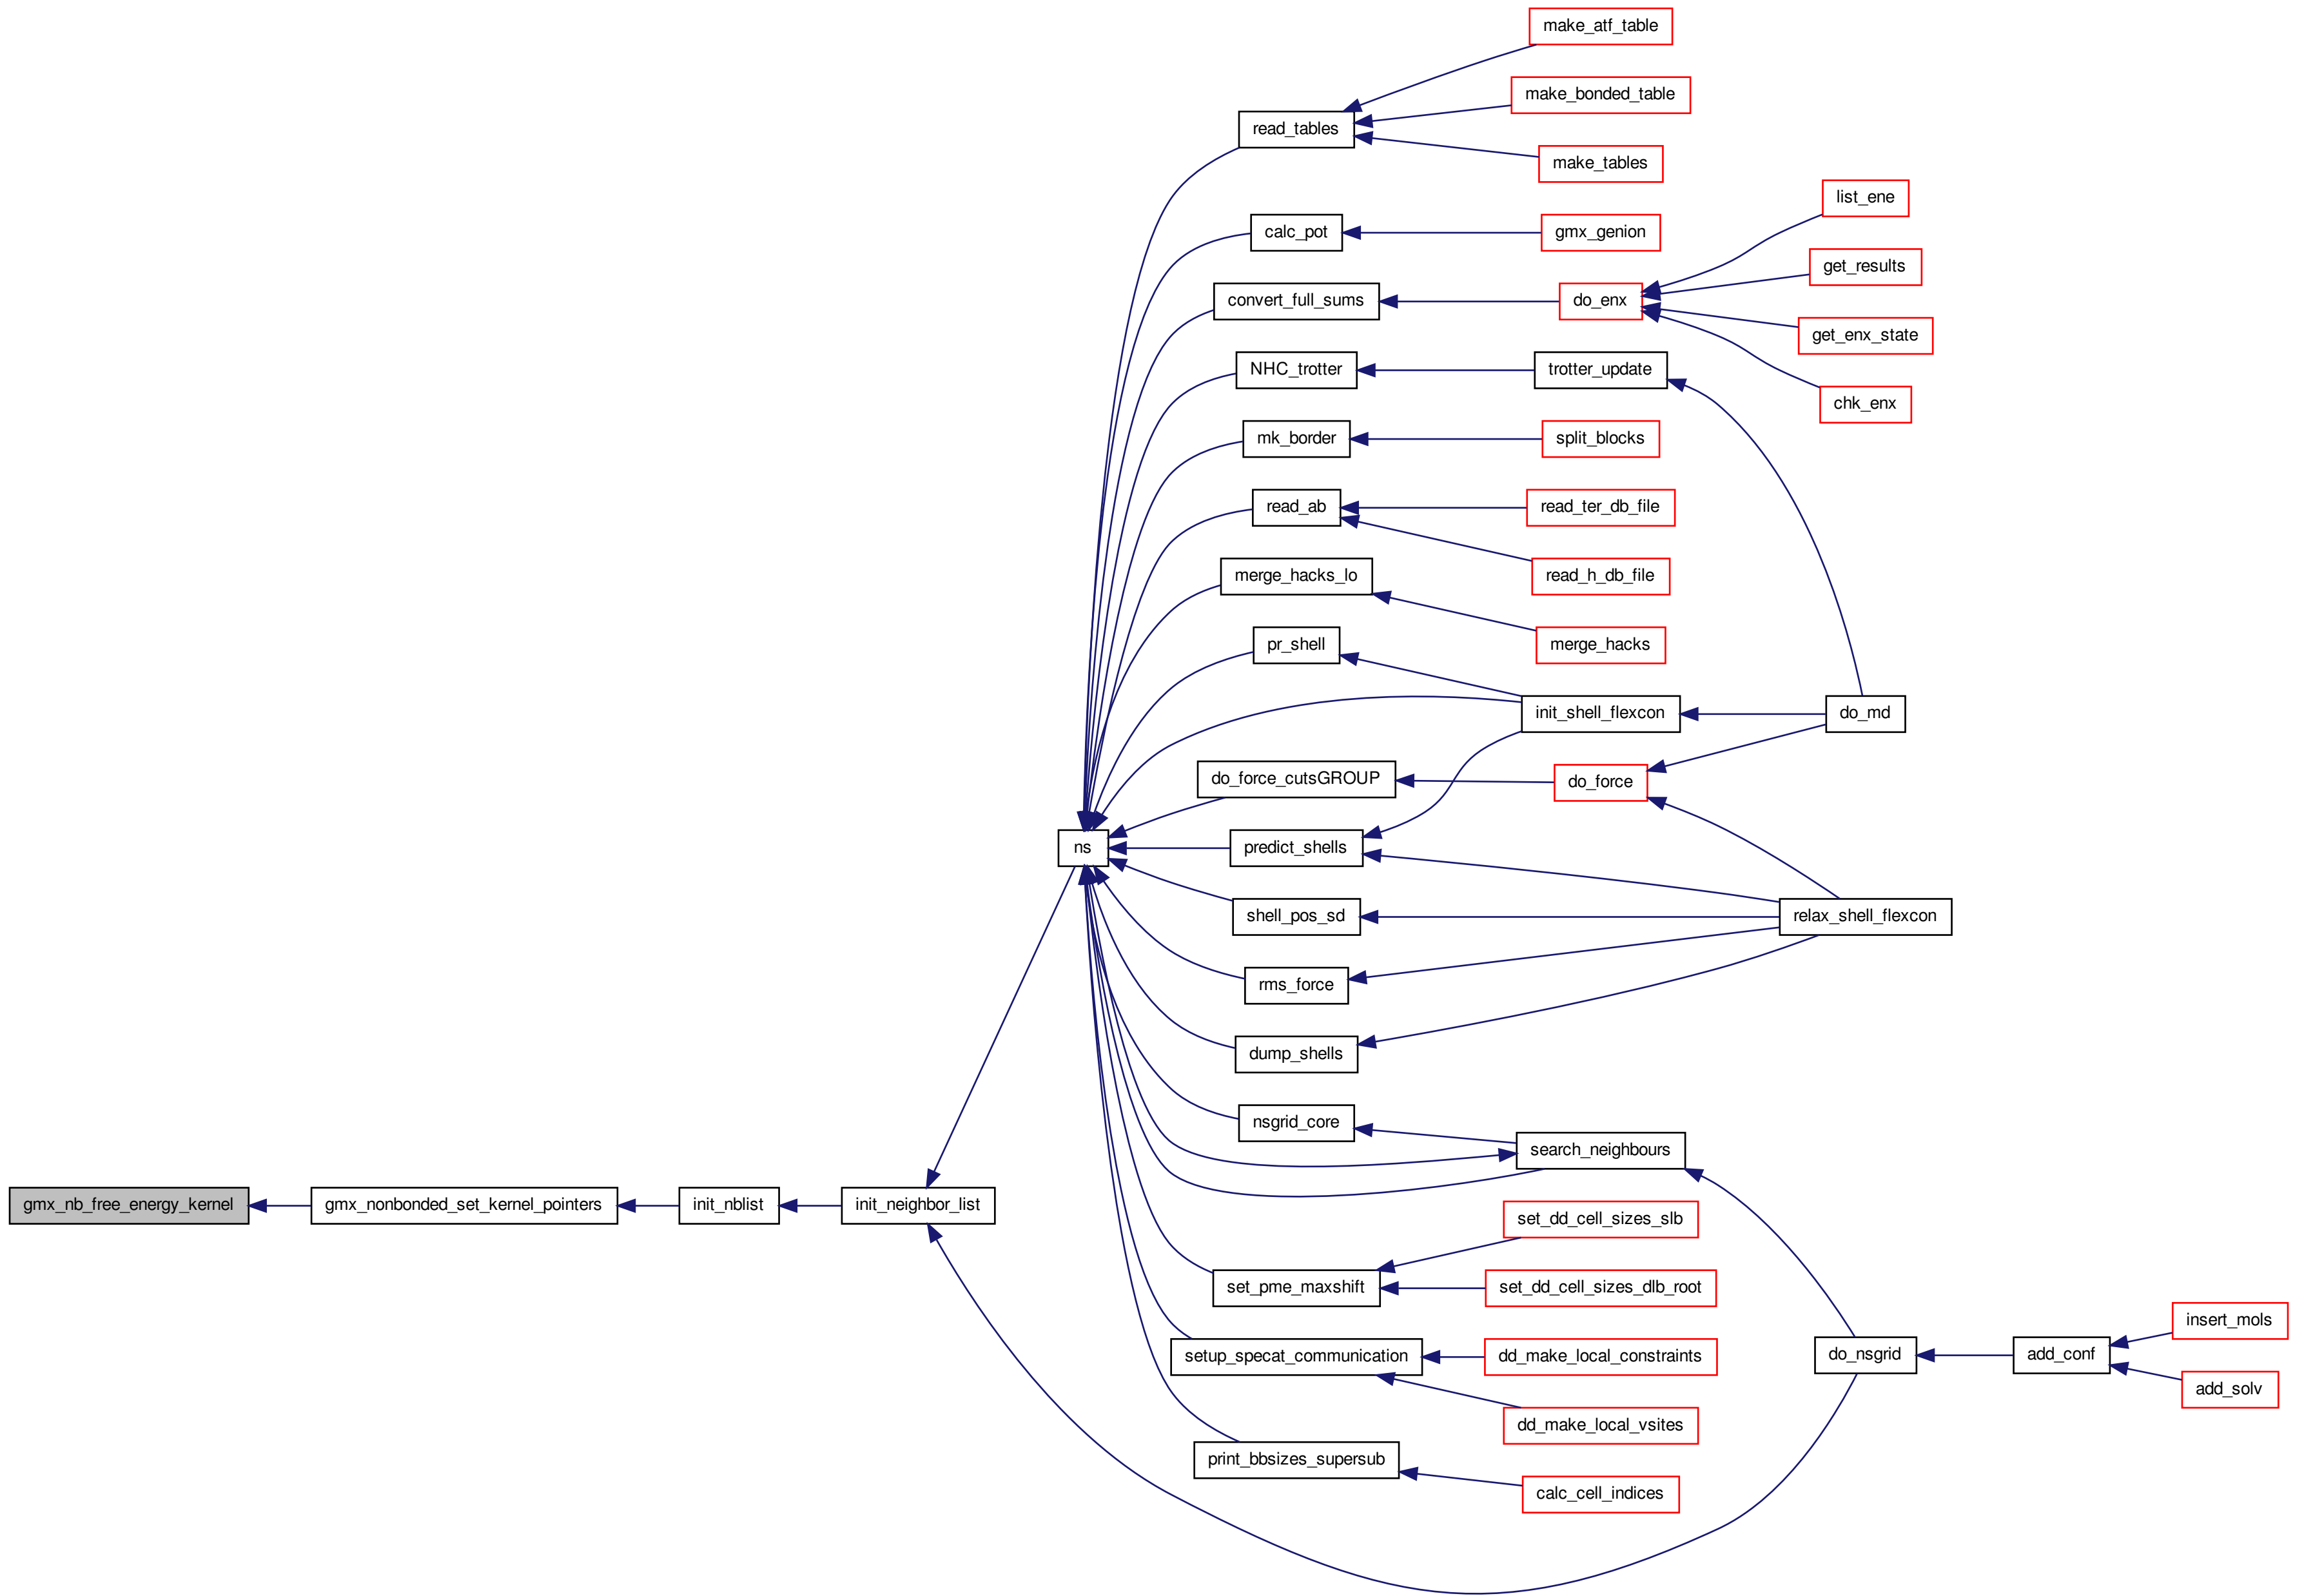 make_atf_table
make_bonded_table
read_tables
make_tables
list_ene
calc_pot
gmx_genion
get_results
convert_full_sums
do_enx
get_enx_state
NHC_trotter
trotter_update
chk_enx
mk_border
split_blocks
read_ab
read_ter_db_file
merge_hacks_lo
read_h_db_file
pr_shell
merge_hacks
init_shell_flexcon
do_md
do_force_cutsGROUP
do_force
ns
predict_shells
shell_pos_sd
relax_shell_flexcon
rms_force
dump_shells
nsgrid_core
search_neighbours
gmx_nb_free_energy_kernel
gmx_nonbonded_set_kernel_pointers
init_nblist
init_neighbor_list
set_dd_cell_sizes_slb
set_pme_maxshift
set_dd_cell_sizes_dlb_root
insert_mols
setup_specat_communication
dd_make_local_constraints
do_nsgrid
add_conf
add_solv
dd_make_local_vsites
print_bbsizes_supersub
calc_cell_indices